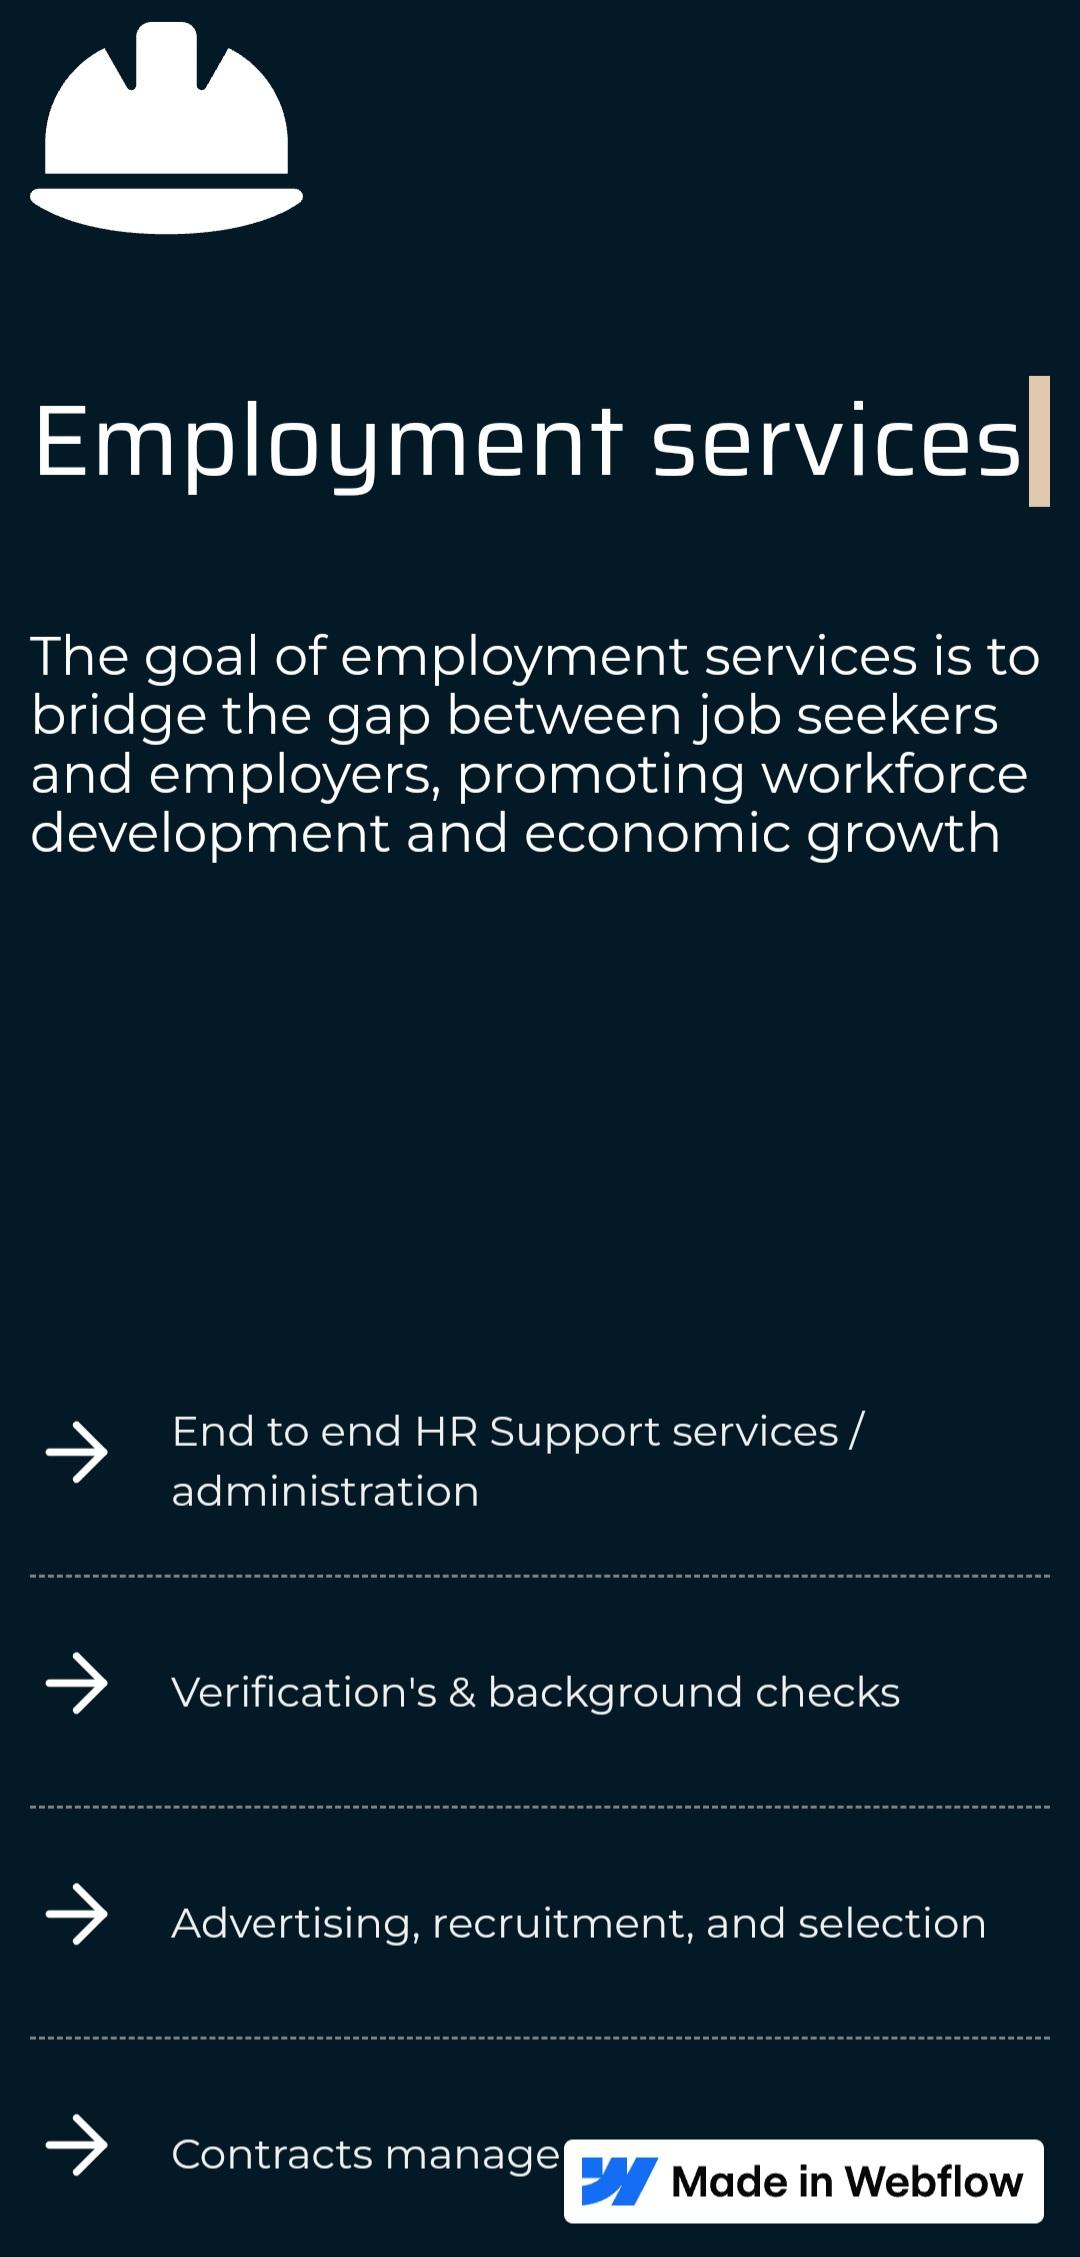 Employment services
The goal of employment services is to
bridge the gap between job seekers
and employers, promoting workforce
development and economic growth
End to end HR Support services /
administration
Verification's & background checks
Advertising, recruitment, and selection
Contracts manage
Made in Webflow